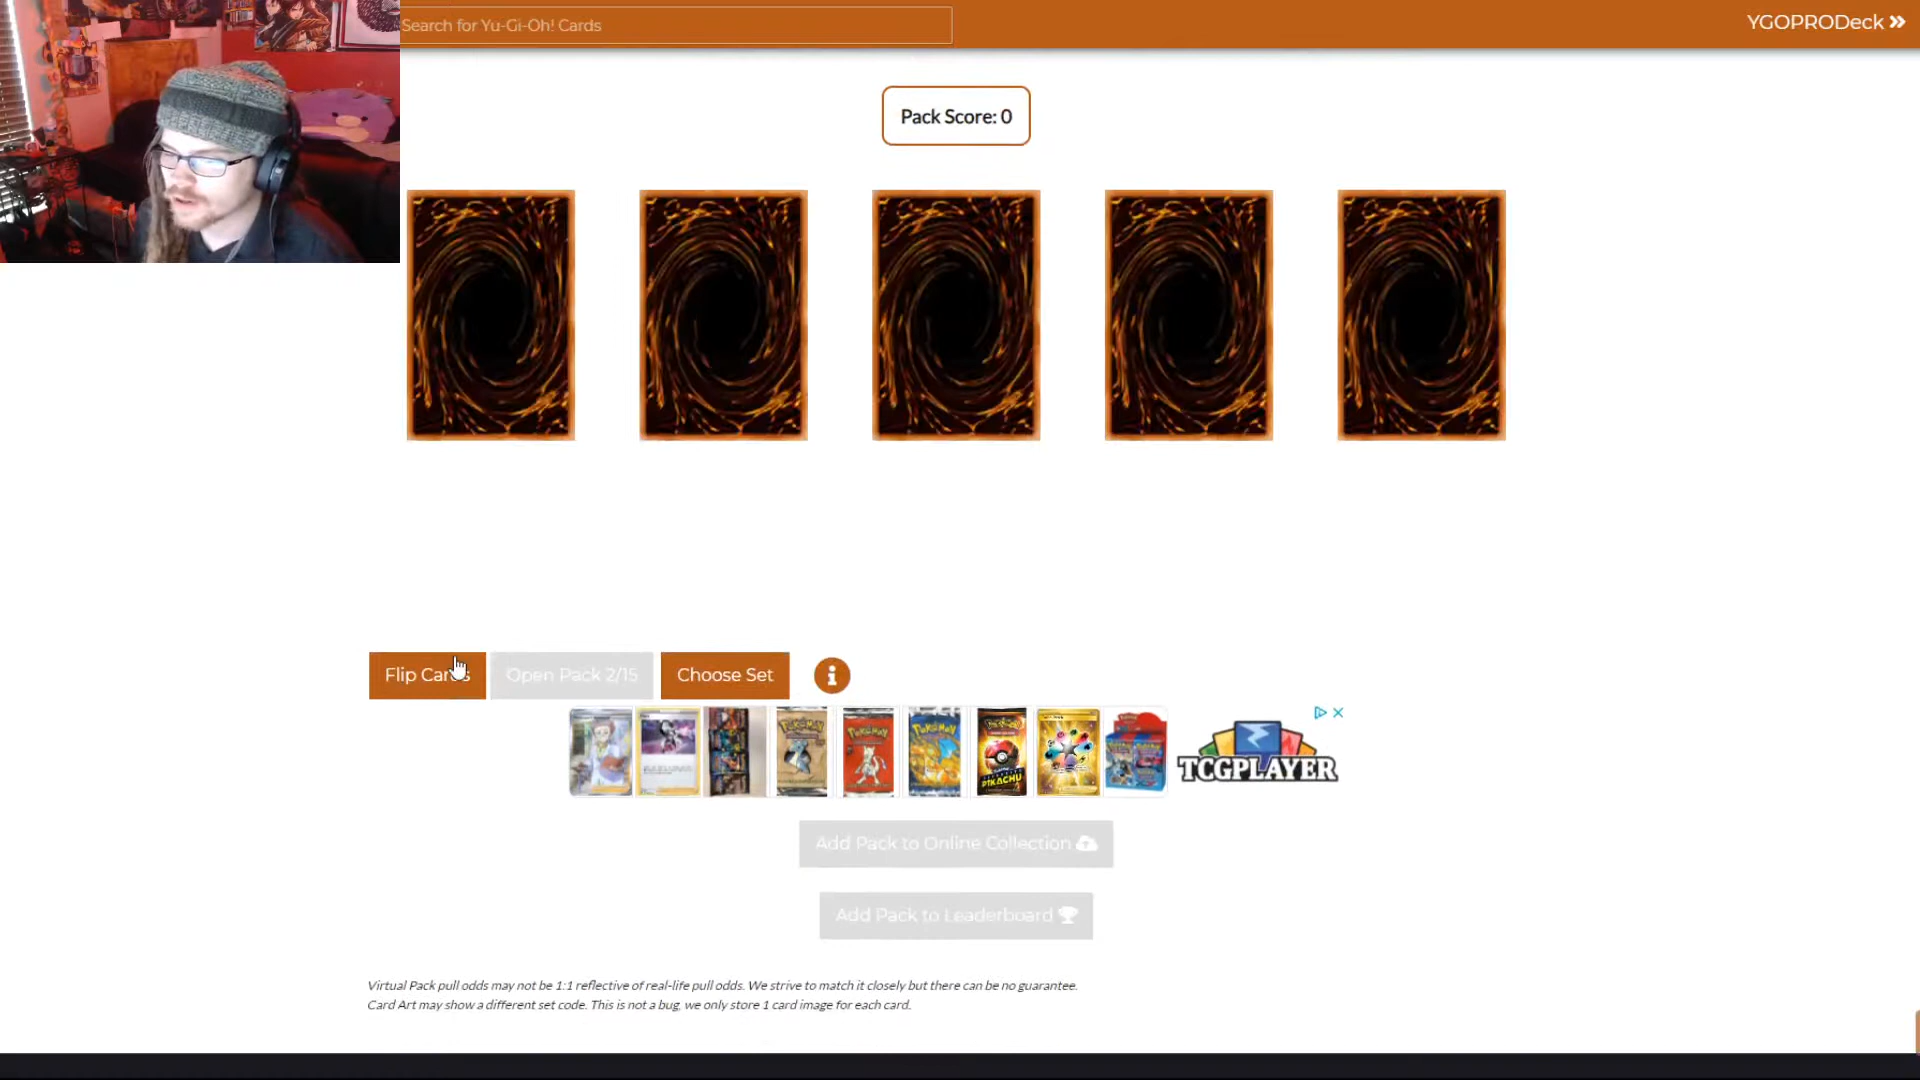 Search for Yu-Gi-Oh! Cards
YGOPRODeck
Pack Score: 0
Flip Cards
Open Pack 2/15
Choose Set
TCGPLAYER
Add Pack to Online Collection
Add Pack to Leaderboard
Virtual Pack pull odds may not be 1:1 reflective of real-life pull odds. We strive to match it closely but there can be no guarantee.
Card Art may show a different set code. This is not a bug, we only store 1 card image for each card.